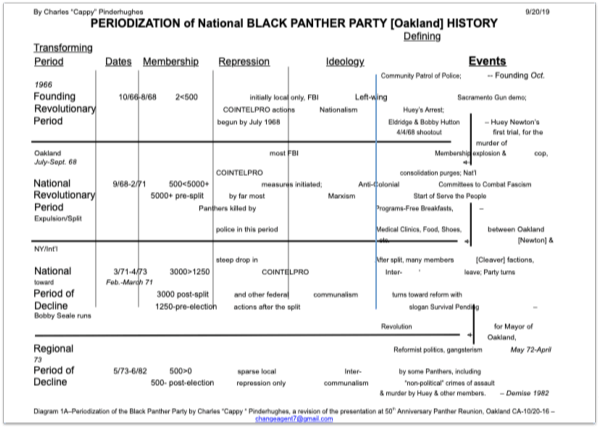 By Charles "Cappy" Pinderhughes 9/20/19
PERIODIZATION of National BLACK PANTHER PARTY [Oakland] HISTORY
Defining
Transforming
Period Dates Membership Repression Ideology Events
Community Patrol of Police; -- Founding Oct.
1966
Founding 10/66-8/68 2<500 initially local only, FBI Left-wing Sacramento Gun demo;
Revolutionary COINTELPRO actions Nationalism Huey's Arrest;
Period begun by July 1968 Eldridge & Bobby Hutton – Huey Newton's
4/4/68 shootout first trial, for the
murder of
Oakland most FBI Membership explosion & cop,
July-Sept. 68
COINTELPRO consolidation purges; Nat'l
National 9/68-2/71 500<5000+ measures initiated; Anti-Colonial Committees to Combat Fascism
Revolutionary 5000+ pre-split by far most Marxism Start of Serve the People
Period Panthers killed by Programs-Free Breakfasts, –
Expulsion/Split
police in this period Medical Clinics, Food, Shoes, between Oakland
etc. [Newton] &
NY/Int'l
steep drop in After split, many members [Cleaver] factions,
National 3/71-4/73 3000>1250 COINTELPRO Inter- ' leave; Party turns
toward Feb.-March 71
Period of 3000 post-split and other federal communalism turns toward reform with
Decline 1250-pre-election actions after the split slogan Survival Pending –
Bobby Seale runs
Revolution for Mayor of
Oakland,
Regional Reformist politics, gangsterism May 72-April
73
Period of 5/73-6/82 500>0 sparse local Inter- by some Panthers, including
Decline 500- post-election repression only communalism "non-political" crimes of assault
& murder by Huey & other members. – Demise 1982
Diagram 1A--Periodization of the Black Panther Party by Charles "Cappy " Pinderhughes, a revision of the presentation at 50th Anniversary Panther Reunion, Oakland CA-10/20-16 –
changeagent7@gmail.com